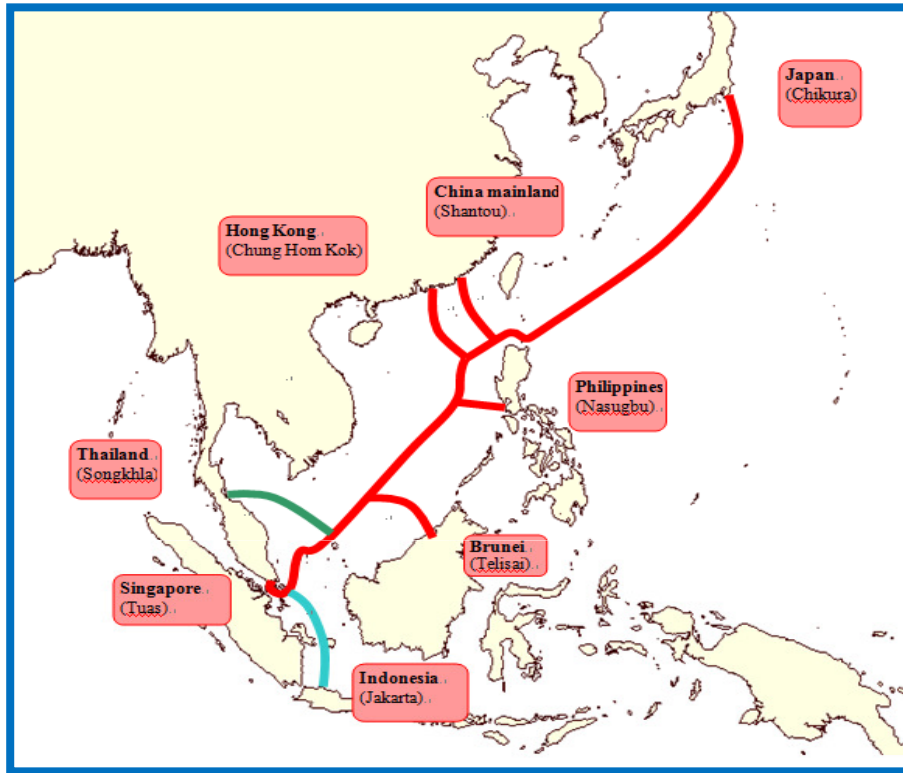 Japan
(Chikura)
China mainland
(Shantou)
Hong Kong
(Chung Hom Kok)
Philippines
(Nasugbu)
Thailand
(Songkhla)
Brunei
(Telisai)
Singapore
(Tuas)
Indonesia
(Jakarta)